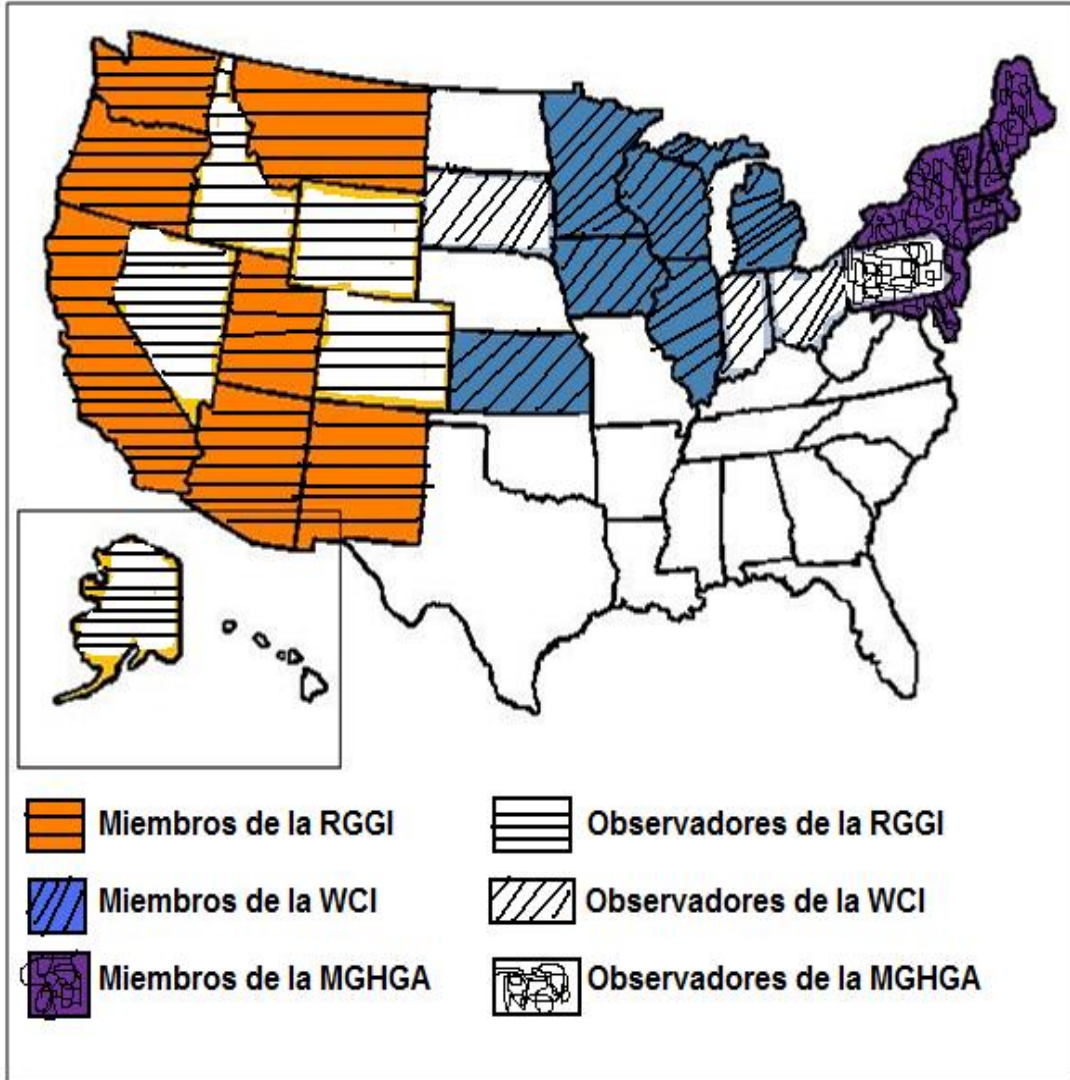 Miembros de la RGGI
Observadores de la RGGI
Miembros de la WCI
Observadores de la WCI
Miembros de la MGHGA
Observadores de la MGHGA